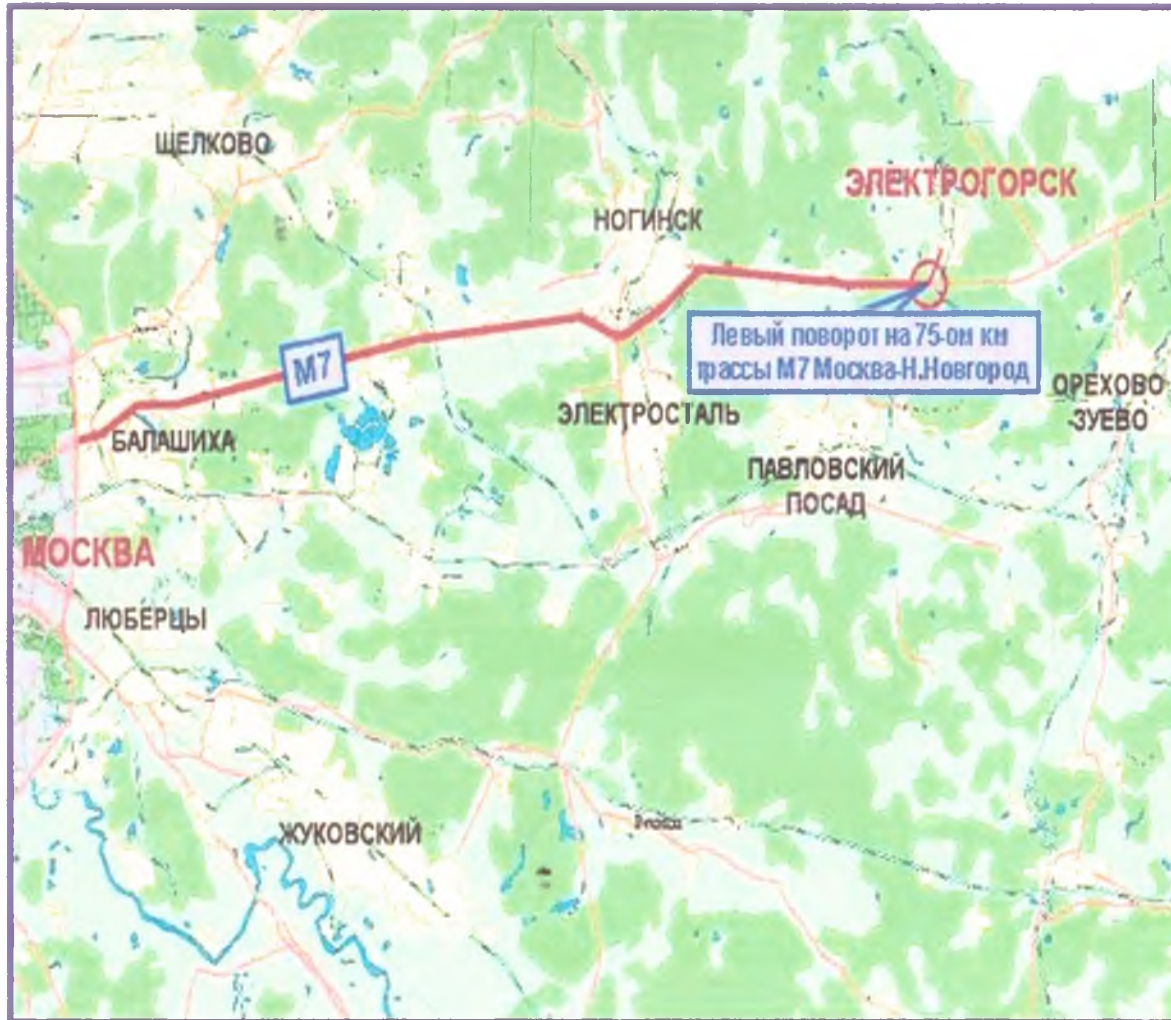 ЩЕЛКОВО
ЭЛЕКТРОГОРСК
НОГИНСК
Левый поворот на 75-ом км
трассы М7 Москва-Н.Новгород
М7
ОРЕХОВО
-ЗУЕВО
ЭЛЕКТРОСТАЛЬ
БАЛАШИХА
ПАВЛОВСКИЙ
ПОСАД
МОСКВА
ЛЮБЕРЦЫ
ЖУКОВСКИЙ